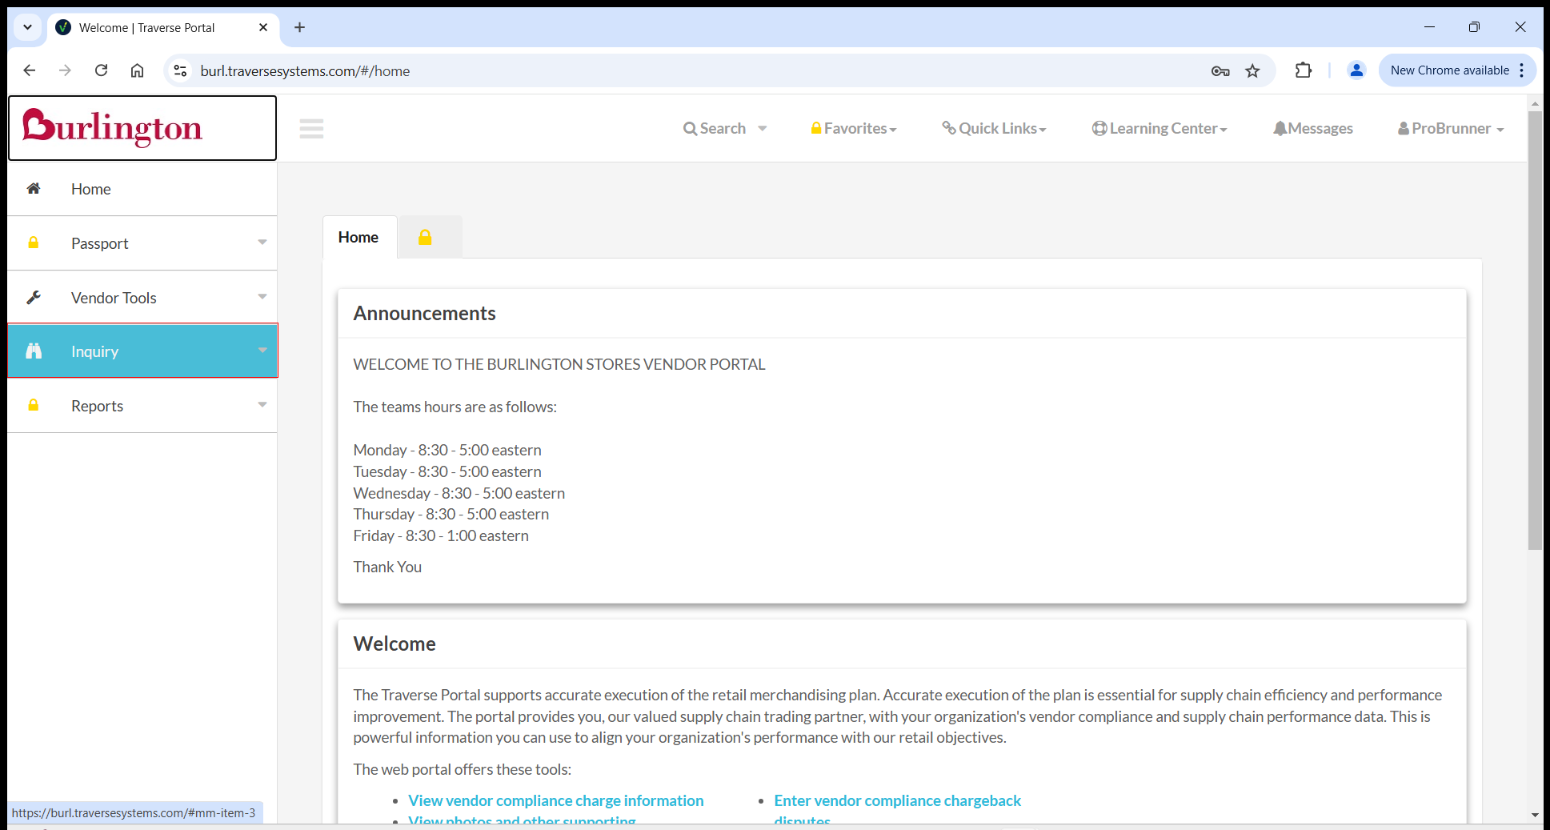 Welcome | Traverse Portal
burl.traversesystems.com/#/home
New Chrome available
Burlington
Search
Favorites
Quick Links
Learning Center
Messages
ProBrunner
Home
Passport
Vendor Tools
Inquiry
Reports
Home
Announcements
WELCOME TO THE BURLINGTON STORES VENDOR PORTAL
The teams hours are as follows:
Monday - 8:30 - 5:00 eastern
Tuesday - 8:30 - 5:00 eastern
Wednesday - 8:30 - 5:00 eastern
Thursday - 8:30 - 5:00 eastern
Friday - 8:30 - 1:00 eastern
Thank You
Welcome
The Traverse Portal supports accurate execution of the retail merchandising plan. Accurate execution of the plan is essential for supply chain efficiency and performance
improvement. The portal provides you, our valued supply chain trading partner, with your organization's vendor compliance and supply chain performance data. This is
powerful information you can use to align your organization's performance with our retail objectives.
The web portal offers these tools:
• View vendor compliance charge information
• View photos and other supporting
• Enter vendor compliance chargeback
disputes
https://burl.traversesystems.com/#mm-item-3